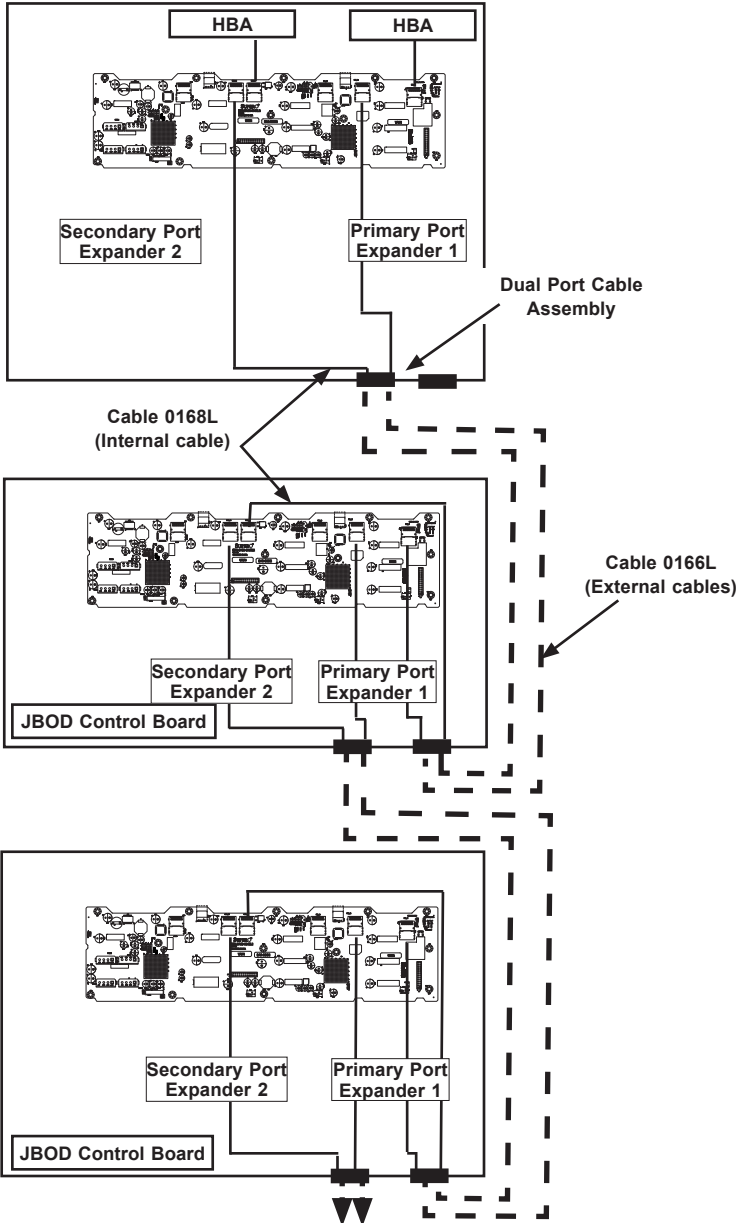 HBA
HBA
Secondary Port
Expander 2
Primary Port
Expander 1
Dual Port Cable
Assembly
Cable 0168L
(Internal cable)
Cable 0166L
(External cables)
Secondary Port
Expander 2
Primary Port
Expander 1
JBOD Control Board
Secondary Port
Expander 2
Primary Port
Expander 1
JBOD Control Board